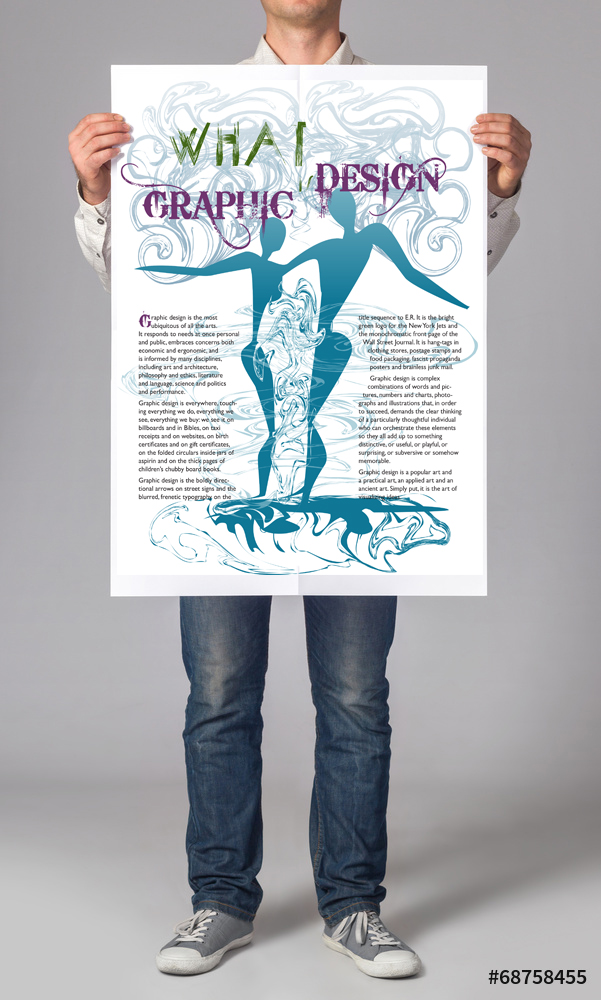 WHAT
is
GRAPHIC DESIGN
Graphic design is the most
ubiquitous of all the arts.
It responds to needs at once personal
and public, embraces concerns both
economic and ergonomic, and
is informed by many disciplines,
including art and architecture,
philosophy and ethics, literature
and language, science and politics
and performance.
Graphic design is everywhere, touch-
ing everything we do, everything we
see, everything we buy: we see it on
billboards and in Bibles, on taxi
receipts and on websites, on birth
certificates and on gift certificates,
on the folded circulars inside jars of
aspirin and on the thick pages of
children's chubby board books.
Graphic design is the boldly direc-
tional arrows on street signs and the
blurred, frenetic typography on the
title sequence to E.R. It is the bright
green logo for the New York Jets and
the monochromatic front page of the
Wall Street Journal. It is hang-tags in
clothing stores, postage stamps and
food packaging, fascist propaganda
posters and brainless junk mail.
Graphic design is complex
combinations of words and pic-
tures, numbers and charts, photo-
graphs and illustrations that, in order
to succeed, demands the clear thinking
of a particularly thoughtful individual
who can orchestrate these elements
so they all add up to something
distinctive, or useful, or playful, or
surprising, or subversive or somehow
memorable.
Graphic design is a popular art and
a practical art, an applied art and an
ancient art. Simply put, it is the art of
visualizing ideas.
#68758455